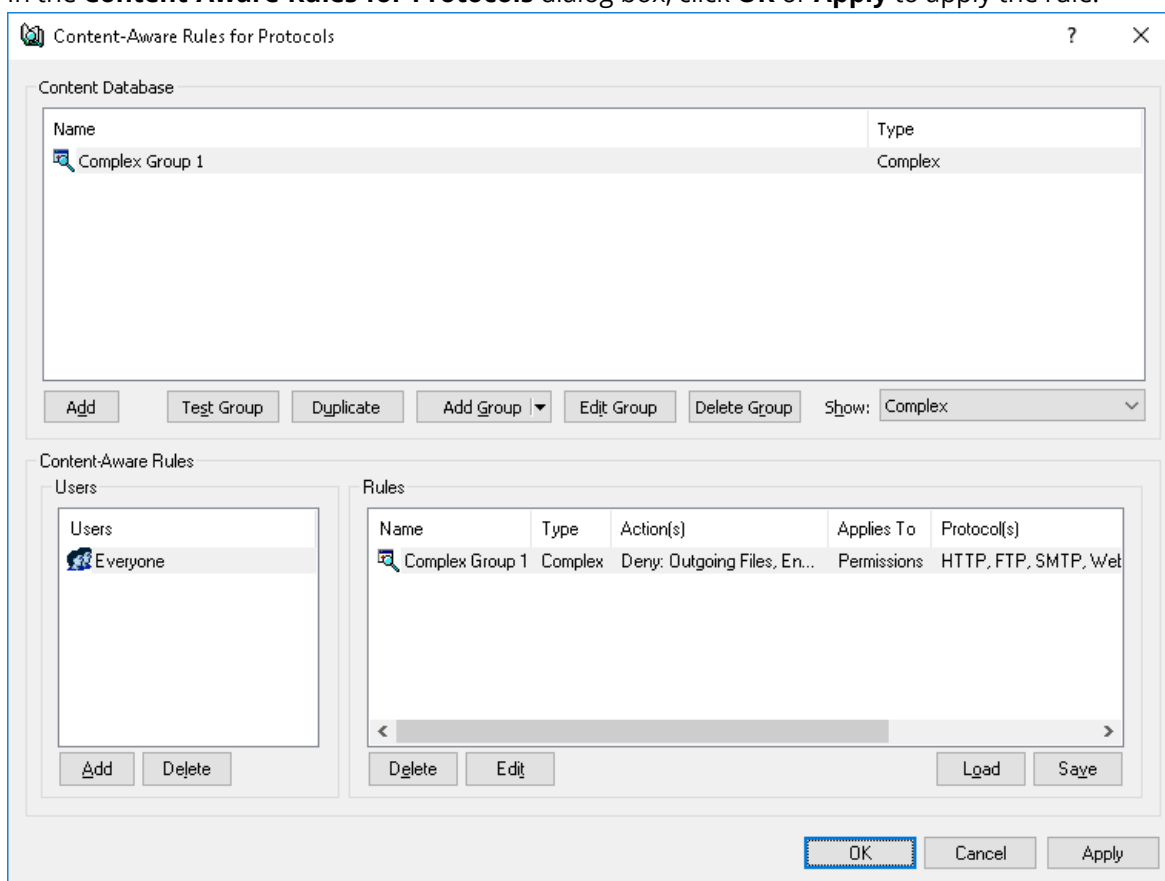 In the Content-Aware Rules for Protocols dialog box, click OK or Apply to apply the rule.
Content-Aware Rules for Protocols ?
Content Database
Name Type
Complex Group 1 Complex
Add Test Group Duplicate Add Group Edit Group Delete Group Show: Complex
Content-Aware Rules
Users Rules
Users Name Type Action(s) Applies To Protocol(s)
Everyone Complex Group 1 Complex Deny: Outgoing Files, En... Permissions HTTP, FTP, SMTP, Wet
Add Delete Delete Edit Load Save
OK Cancel Apply